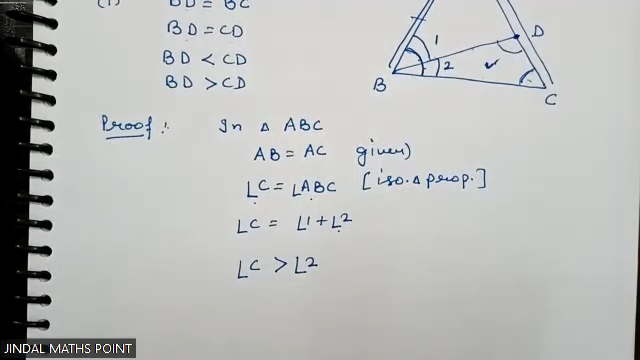 BD = BC
BD = CD
BD < CD
BD > CD
1
D
B
2
C
Proof :
In Δ ABC
AB = AC given)
∠C = ∠ABC [iso. Δ prop.]
∠C = ∠1 + ∠2
∠C > ∠2
JINDAL MATHS POINT